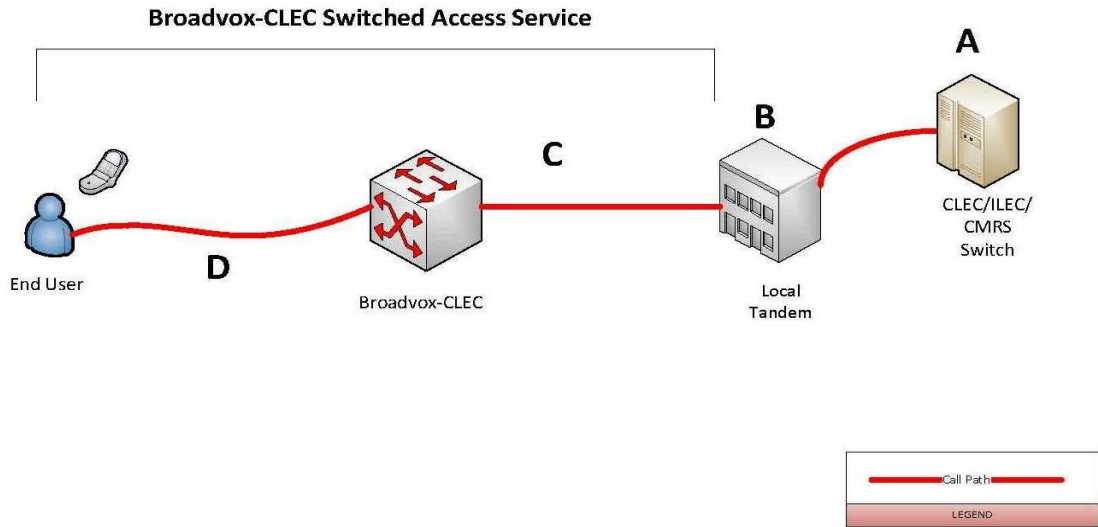 Broadvox-CLEC Switched Access Service
A
B
C
D
End User
Broadvox-CLEC
Local
Tandem
CLEC/ILEC/
CMRS
Switch
Call Path
LEGEND